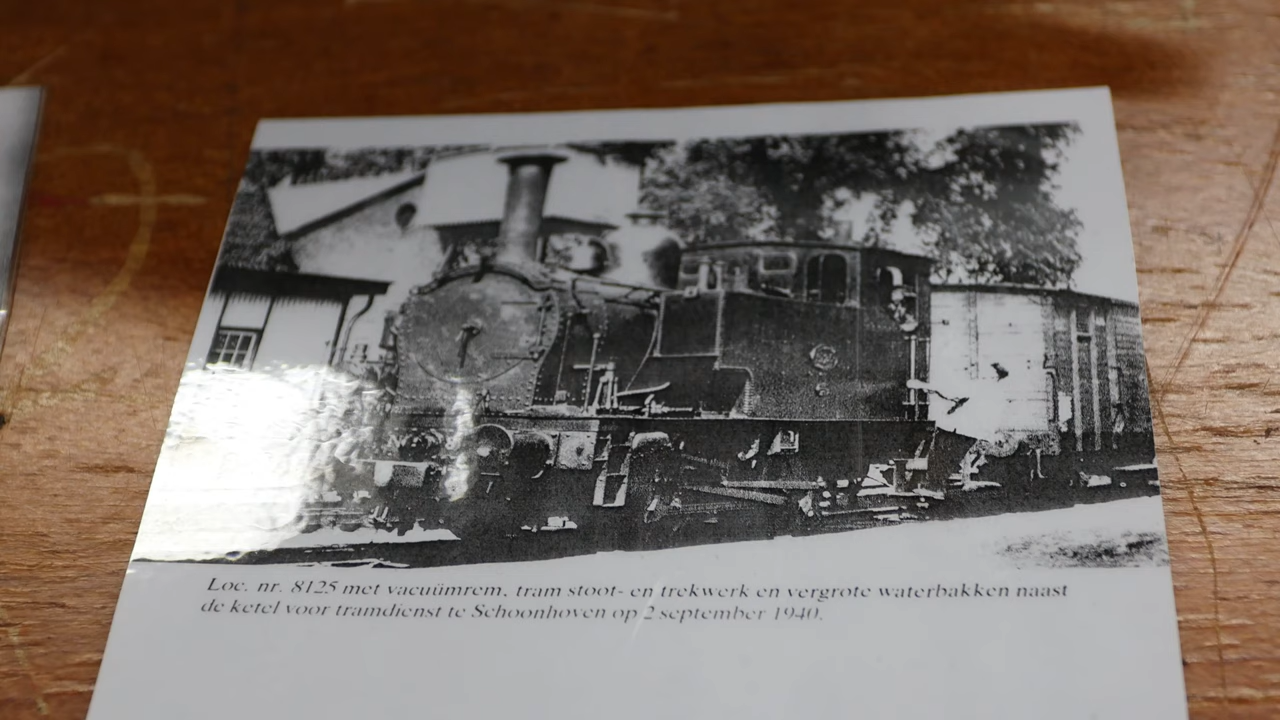 Loc. nr. 8125 met vacuümrem, tram stoot- en trekwerk en vergrote waterbakken naast
de ketel voor tramdienst te Schoonhoven op 2 september 1940.